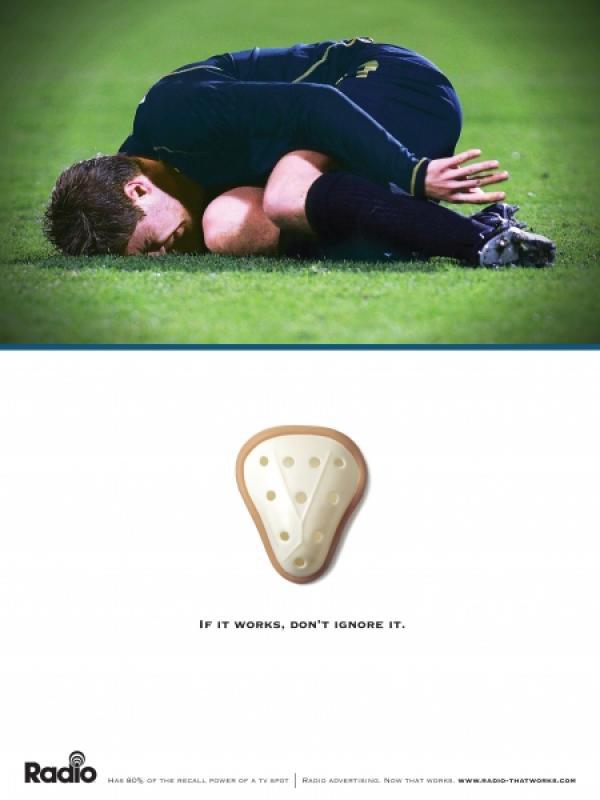 If it works, don't ignore it.
Radio Has 80% of the recall power of a TV spot | Radio advertising. Now that works. www.radio-thatworks.com